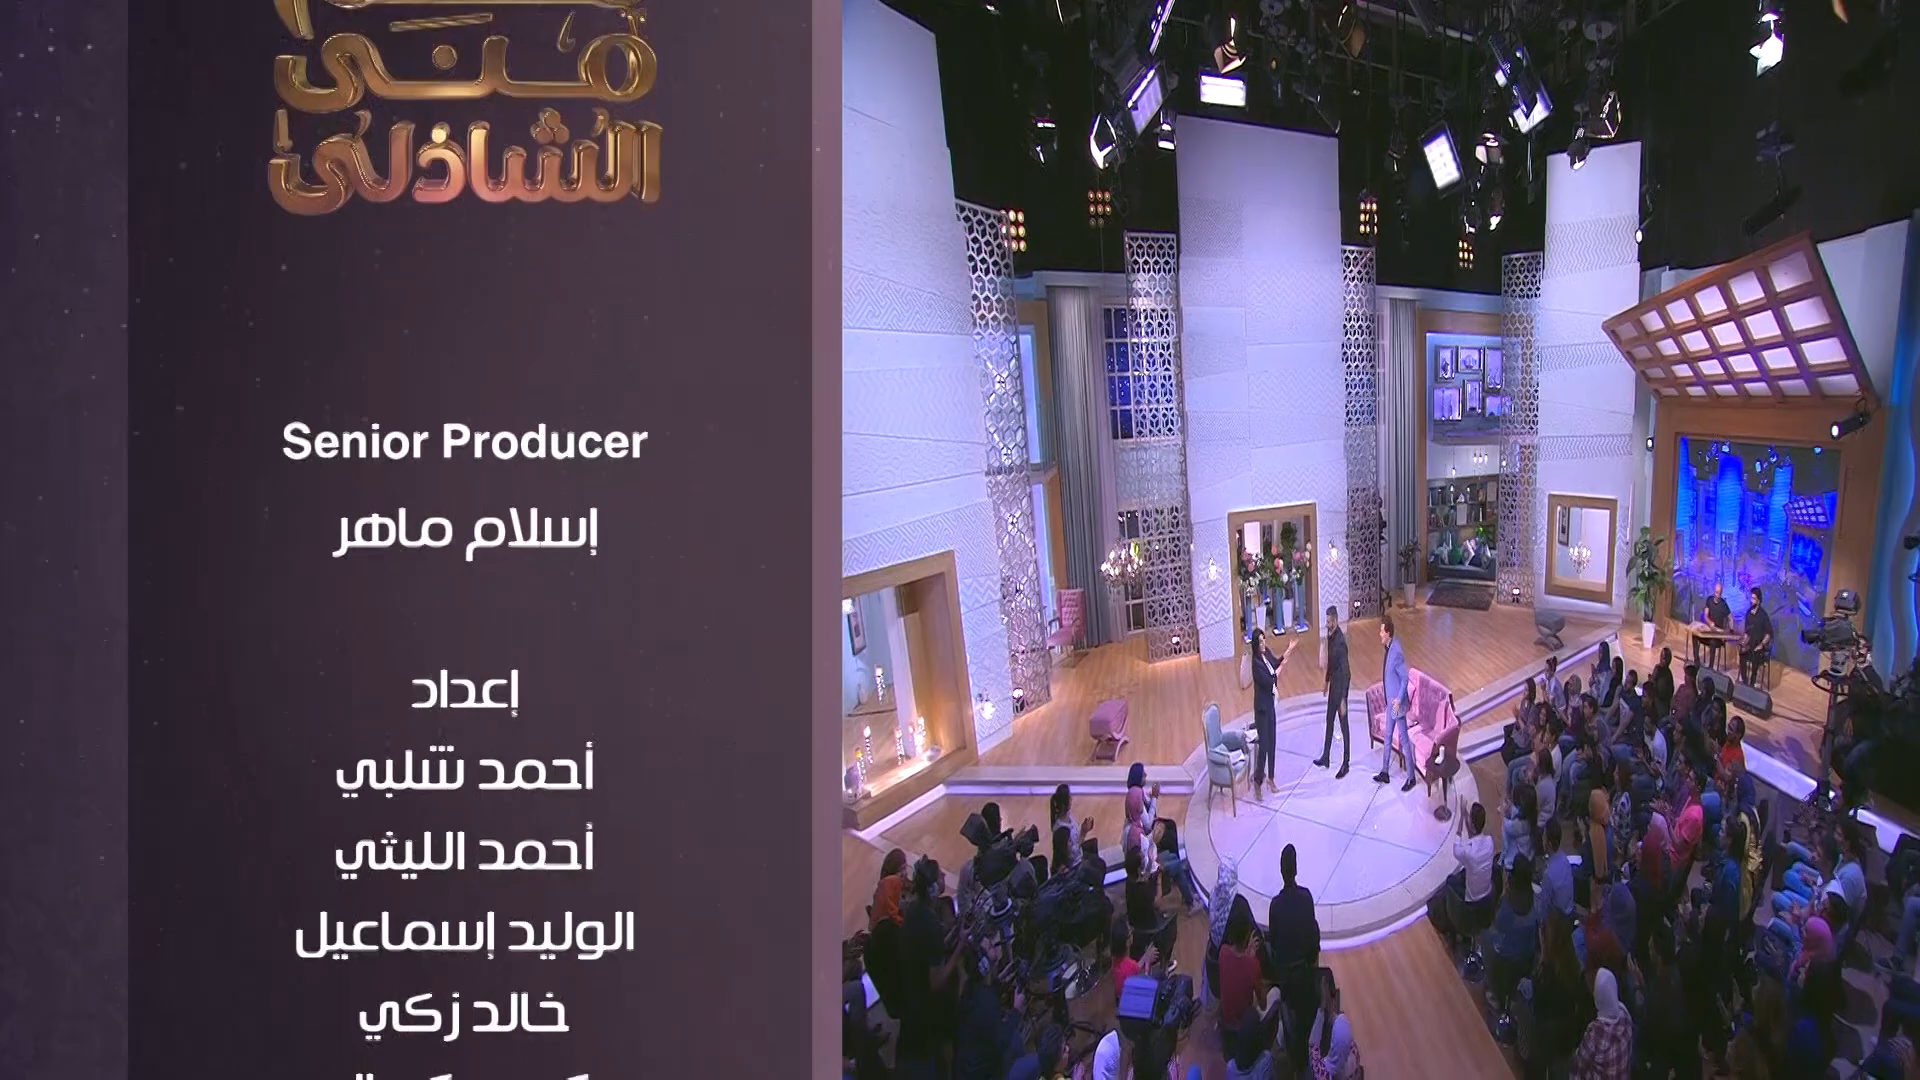 منى
الشاذلي
Senior Producer
إسلام ماهر
إعداد
أحمد شلبي
أحمد الليثي
الوليد إسماعيل
خالد زكي